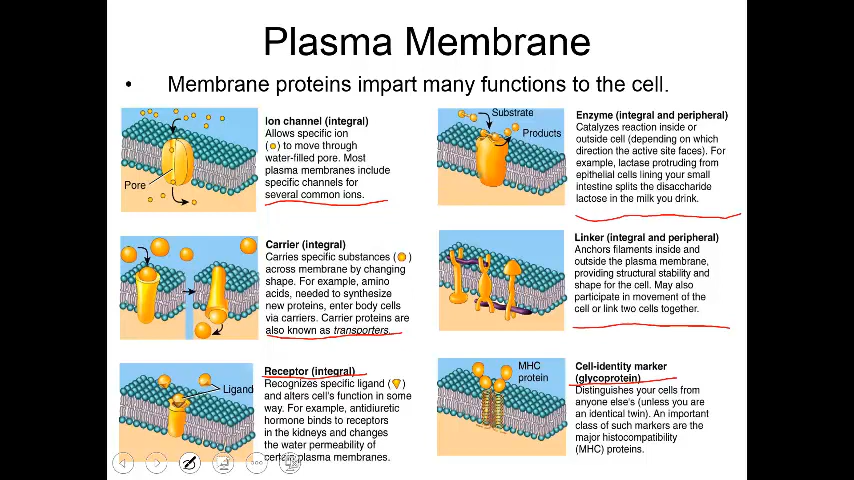 Plasma Membrane
• Membrane proteins impart many functions to the cell.
Ion channel (integral)
Allows specific ion
( ) to move through
water-filled pore. Most
plasma membranes include
specific channels for
several common ions.
Pore
Carrier (integral)
Carries specific substances ( )
across membrane by changing
shape. For example, amino
acids, needed to synthesize
new proteins, enter body cells
via carriers. Carrier proteins are
also known as transporters.
Receptor (integral)
Recognizes specific ligand ( )
and alters cell's function in some
way. For example, antidiuretic
hormone binds to receptors
in the kidneys and changes
the water permeability of
certain plasma membranes.
Ligand
Substrate
Products
Enzyme (integral and peripheral)
Catalyzes reaction inside or
outside cell (depending on which
direction the active site faces). For
example, lactase protruding from
epithelial cells lining your small
intestine splits the disaccharide
lactose in the milk you drink.
Linker (integral and peripheral)
Anchors filaments inside and
outside the plasma membrane,
providing structural stability and
shape for the cell. May also
participate in movement of the
cell or link two cells together.
MHC
protein
Cell-identity marker
(glycoprotein)
Distinguishes your cells from
anyone else's (unless you are
an identical twin). An important
class of such markers are the
major histocompatibility
(MHC) proteins.